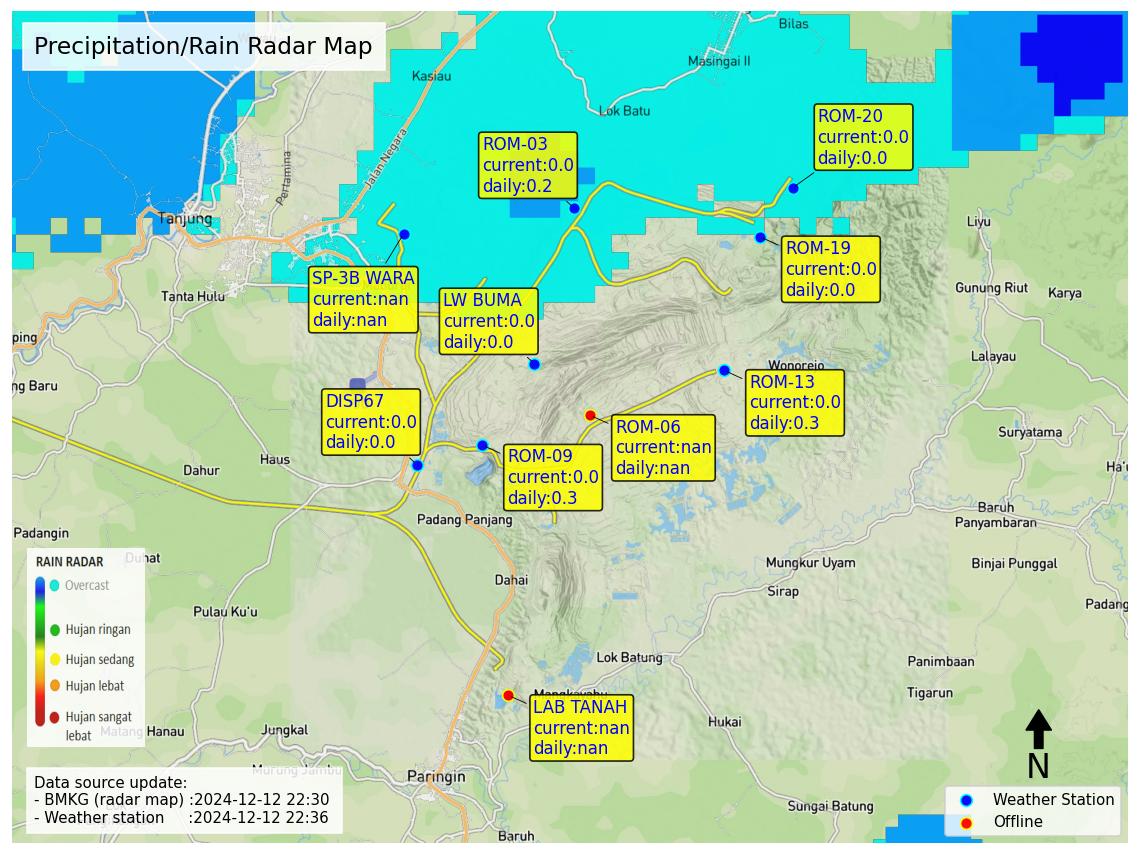 Precipitation/Rain Radar Map
Bilas
Kasiau
Masingai II
Lok Batu
ROM-20
current:0.0
daily:0.0
ROM-03
current:0.0
daily:0.2
Jalan Negara
Pertamina
Tanjung
Liyu
ROM-19
current:0.0
daily:0.0
SP-3B WARA
current:nan
daily:nan
LW BUMA
current:0.0
daily:0.0
Tanta Hulu
Gunung Riut
Karya
ping
Lalayau
Wonorejo
ng Baru
ROM-13
current:0.0
daily:0.3
DISP67
current:0.0
daily:0.0
ROM-06
current:nan
daily:nan
Suryatama
ROM-09
current:0.0
daily:0.3
Haus
Dahur
Ha'u
Padang Panjang
Baruh
Panyambaran
Padangin
Duhat
Mungkur Uyam
Binjai Punggal
RAIN RADAR
Overcast
Hujan ringan
Hujan sedang
Hujan lebat
Hujan sangat
lebat
Dahai
Sirap
Pulau Ku'u
Padang
Lok Batung
Panimbaan
Tigarun
Mangkayahu
LAB TANAH
current:nan
daily:nan
Hukai
Matang Hanau
Jungkal
Murung Jambu
Paringin
N
Data source update:
- BMKG (radar map) :2024-12-12 22:30
- Weather station :2024-12-12 22:36
Sungai Batung
Baruh
Weather Station
Offline